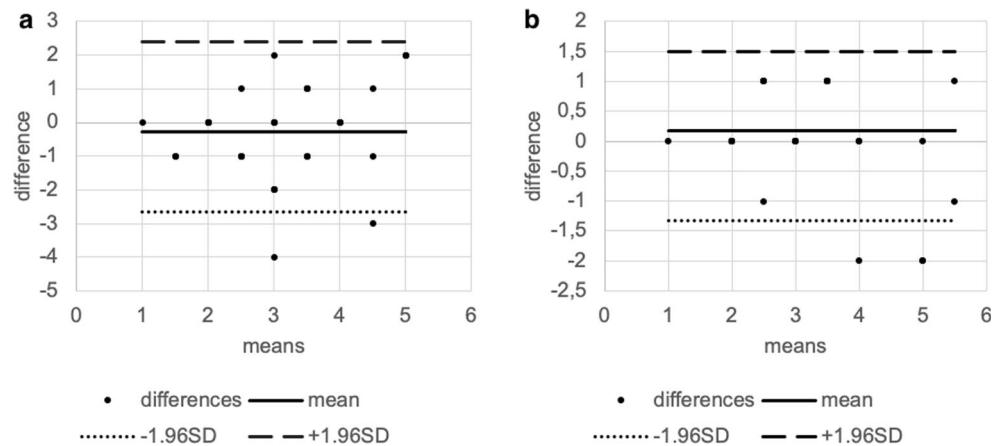 a
3
2
1
0
-1
-2
-3
-4
-5
difference
0 1 2 3 4 5 6
means
differences mean
-1.96SD +1.96SD
b
2
1,5
1
0,5
0
-0,5
-1
-1,5
-2
-2,5
difference
0 1 2 3 4 5 6
means
differences mean
-1.96SD +1.96SD